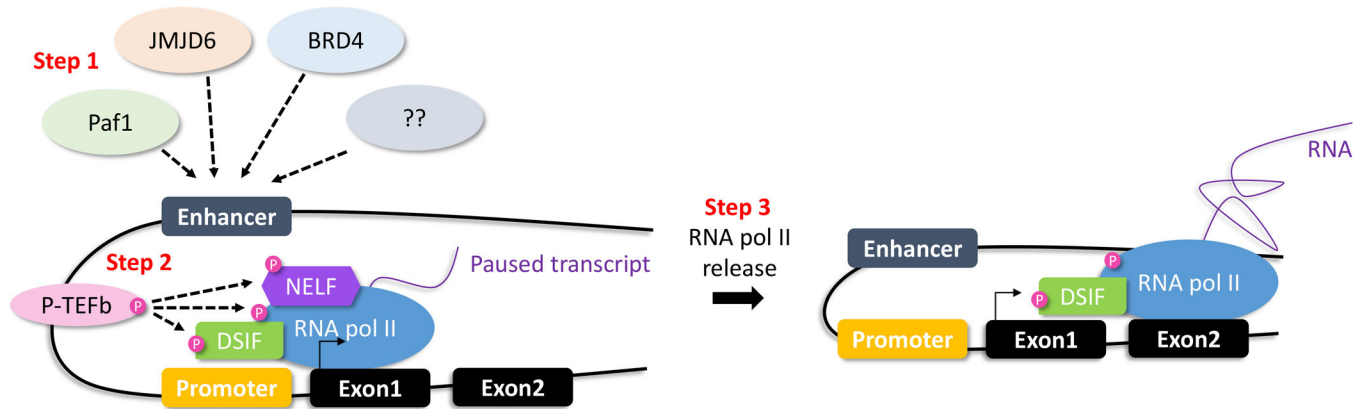 Step 1
JMJD6
BRD4
Paf1
??
Enhancer
Step 2
P-TEFb
P
P
NELF
Paused transcript
P
P
DSIF
RNA pol II
Promoter
Exon1
Exon2
Step 3
RNA pol II
release
RNA
Enhancer
P
RNA pol II
P
DSIF
Promoter
Exon1
Exon2